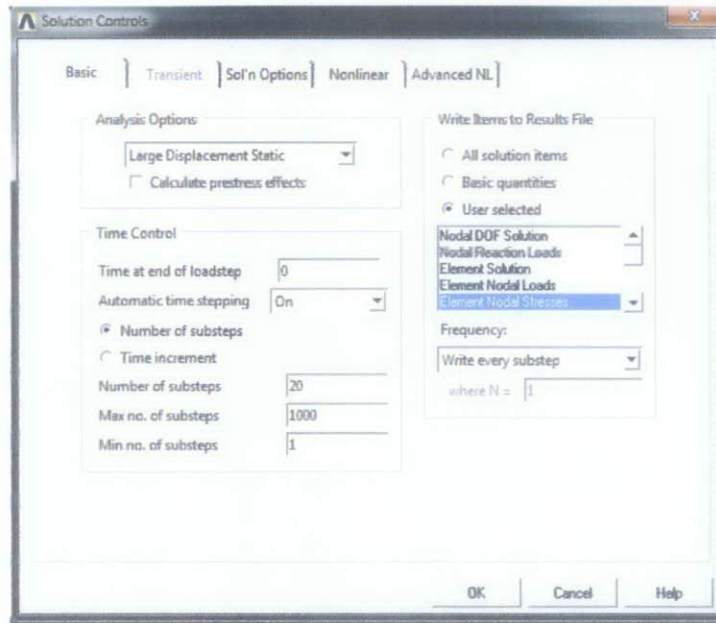 Solution Controls
Basic
Transient
Sol'n Options
Nonlinear
Advanced NL
Analysis Options
Large Displacement Static
Calculate prestress effects
Time Control
Time at end of loadstep
0
Automatic time stepping
On
Number of substeps
Time increment
Number of substeps
20
Max no. of substeps
1000
Min no. of substeps
1
Write Items to Results File
All solution items
Basic quantities
User selected
Nodal DOF Solution
Nodal Reaction Loads
Element Solution
Element Nodal Loads
Element Nodal Stresses
Frequency:
Write every substep
where N =
1
OK
Cancel
Help